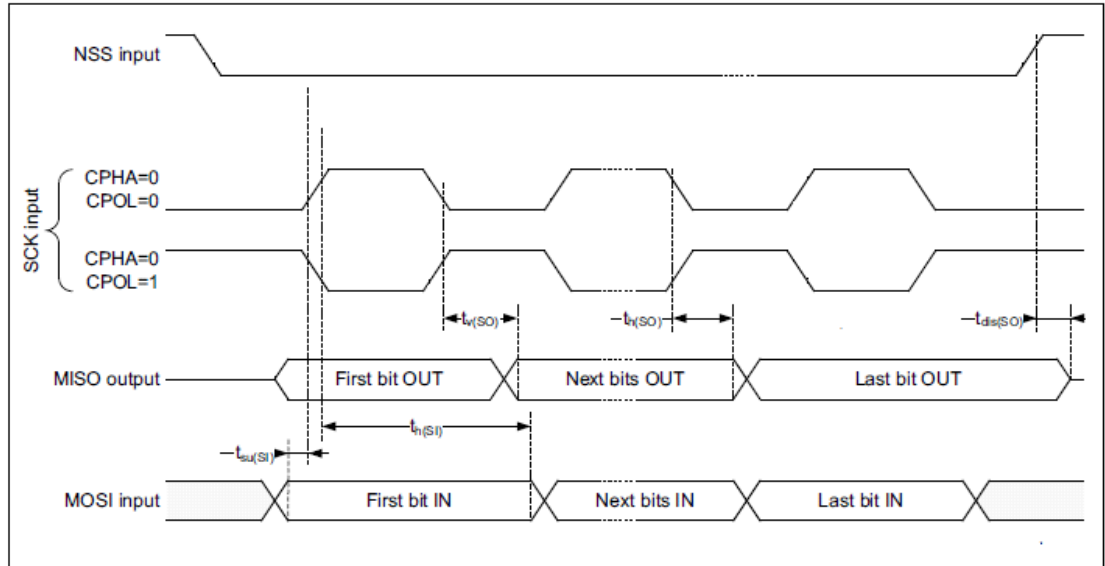 NSS input
SCK input
CPHA=0
CPOL=0
CPHA=0
CPOL=1
tv(SO)
th(SO)
tdis(SO)
MISO output
First bit OUT
Next bits OUT
Last bit OUT
th(SI)
tsu(SI)
MOSI input
First bit IN
Next bits IN
Last bit IN